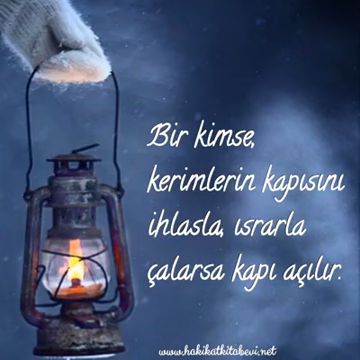 Bir kimse,
kerimlerin kapısını
ihlasla, ısrarla
çalarsa kapı açılır.
www.hakikatkitabevi.net